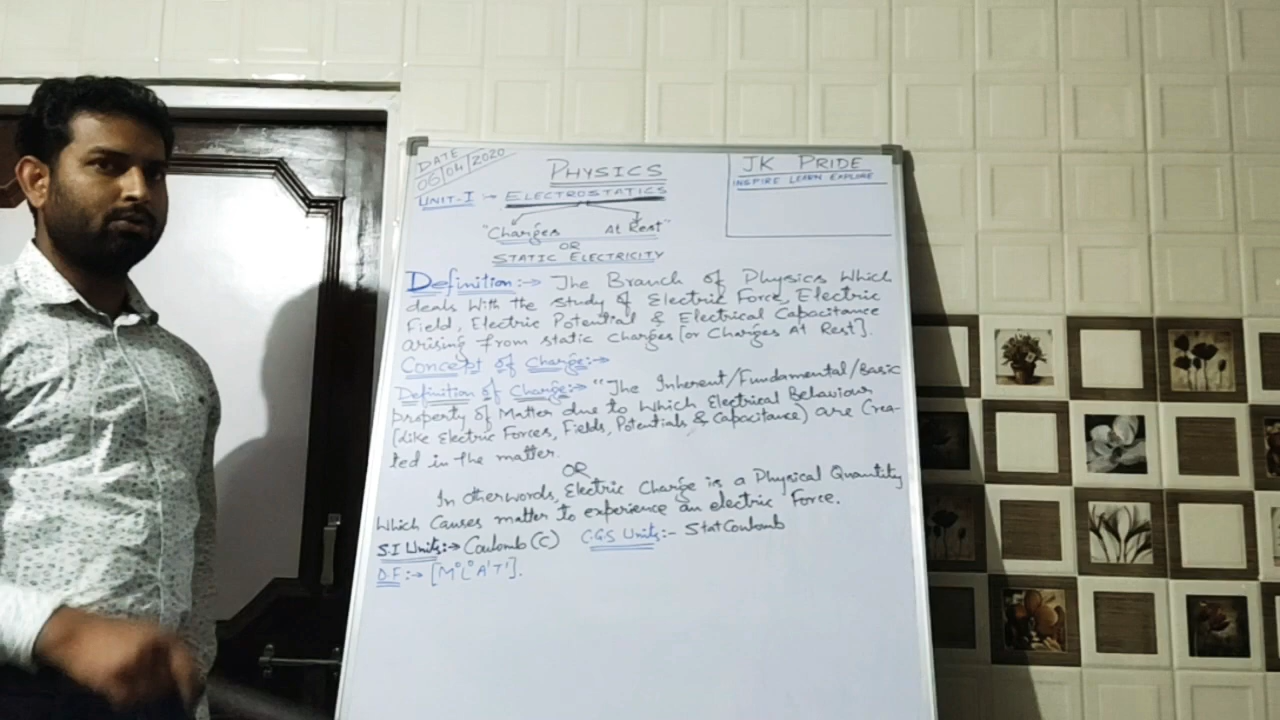 DATE
06/04/2020
PHYSICS
JK PRIDE
INSPIRE LEARN EXPLORE
UNIT-I :→ ELECTROSTATICS
"Charges At Rest"
OR
STATIC ELECTRICITY
Definition:→ The Branch of Physics Which
deals With the study of Electric Force, Electric
Field, Electric Potential & Electrical Capacitance
arising from static charges [or Charges At Rest].
Concept of Charge:→
Definition of Charge:→ "The Inherent/Fundamental/Basic
property of Matter due to Which Electrical Behaviour
(like Electric Forces, Fields, Potentials & Capacitance) are Crea-
ted in the matter.
OR
In otherwords, Electric Charge is a Physical Quantity
Which causes matter to experience an electric Force.
S.I Units:→ Coulomb (C) C.G.S Units:- StatCoulomb
D.F:→ [M⁰L⁰A¹T¹].